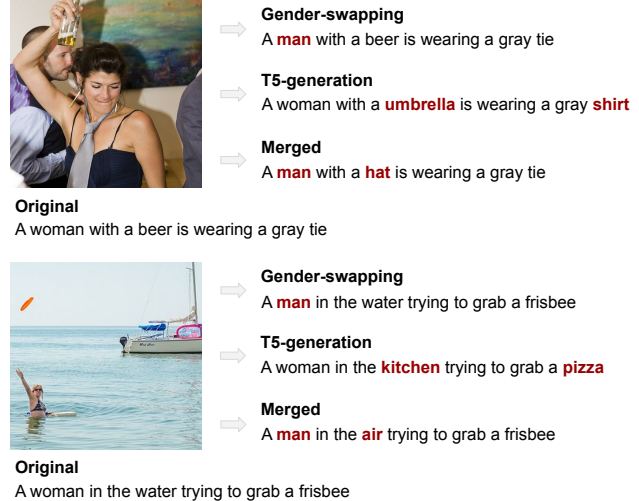 Gender-swapping
A man with a beer is wearing a gray tie
T5-generation
A woman with a umbrella is wearing a gray shirt
Merged
A man with a hat is wearing a gray tie
Original
A woman with a beer is wearing a gray tie
Gender-swapping
A man in the water trying to grab a frisbee
T5-generation
A woman in the kitchen trying to grab a pizza
Merged
A man in the air trying to grab a frisbee
Original
A woman in the water trying to grab a frisbee